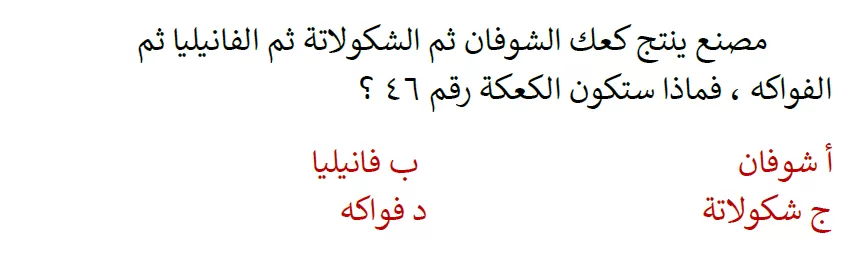 مصنع ينتج كعك الشوفان ثم الشكولاتة ثم الفانيليا ثم
الفواكه ، فماذا ستكون الكعكة رقم ٤٦ ؟
أ شوفان ب فانيليا
ج شكولاتة د فواكه